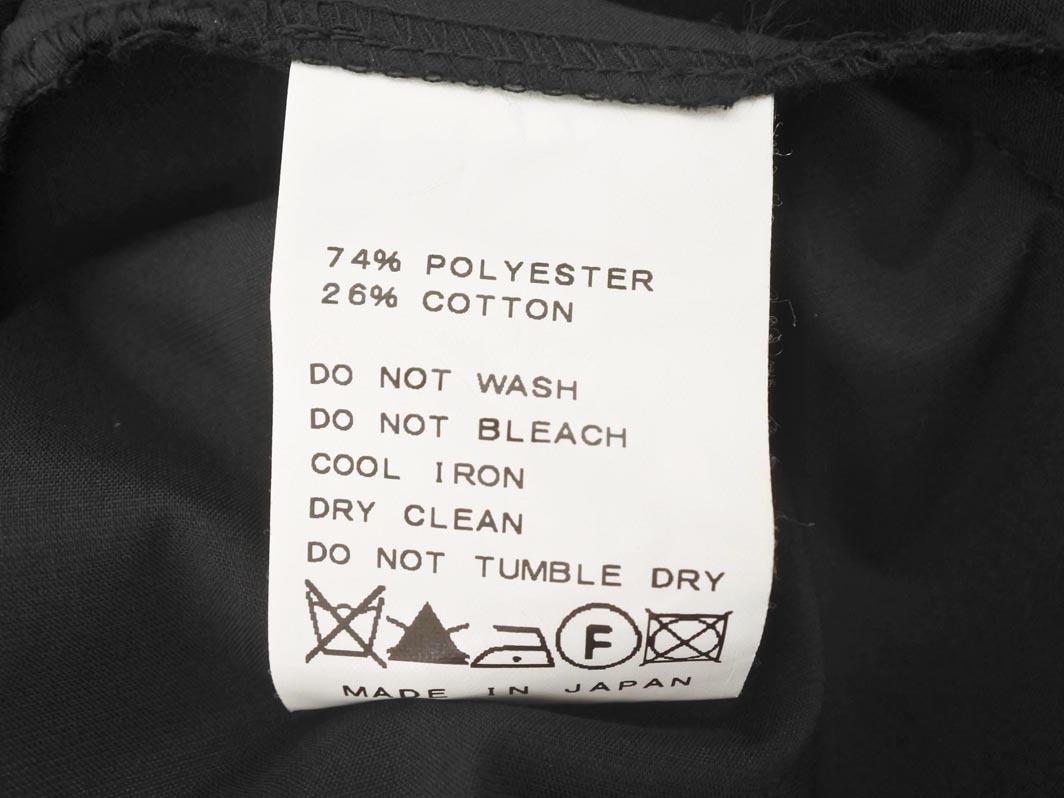 74% POLYESTER
26% COTTON
DO NOT WASH
DO NOT BLEACH
COOL IRON
DRY CLEAN
DO NOT TUMBLE DRY
F
MADE IN JAPAN